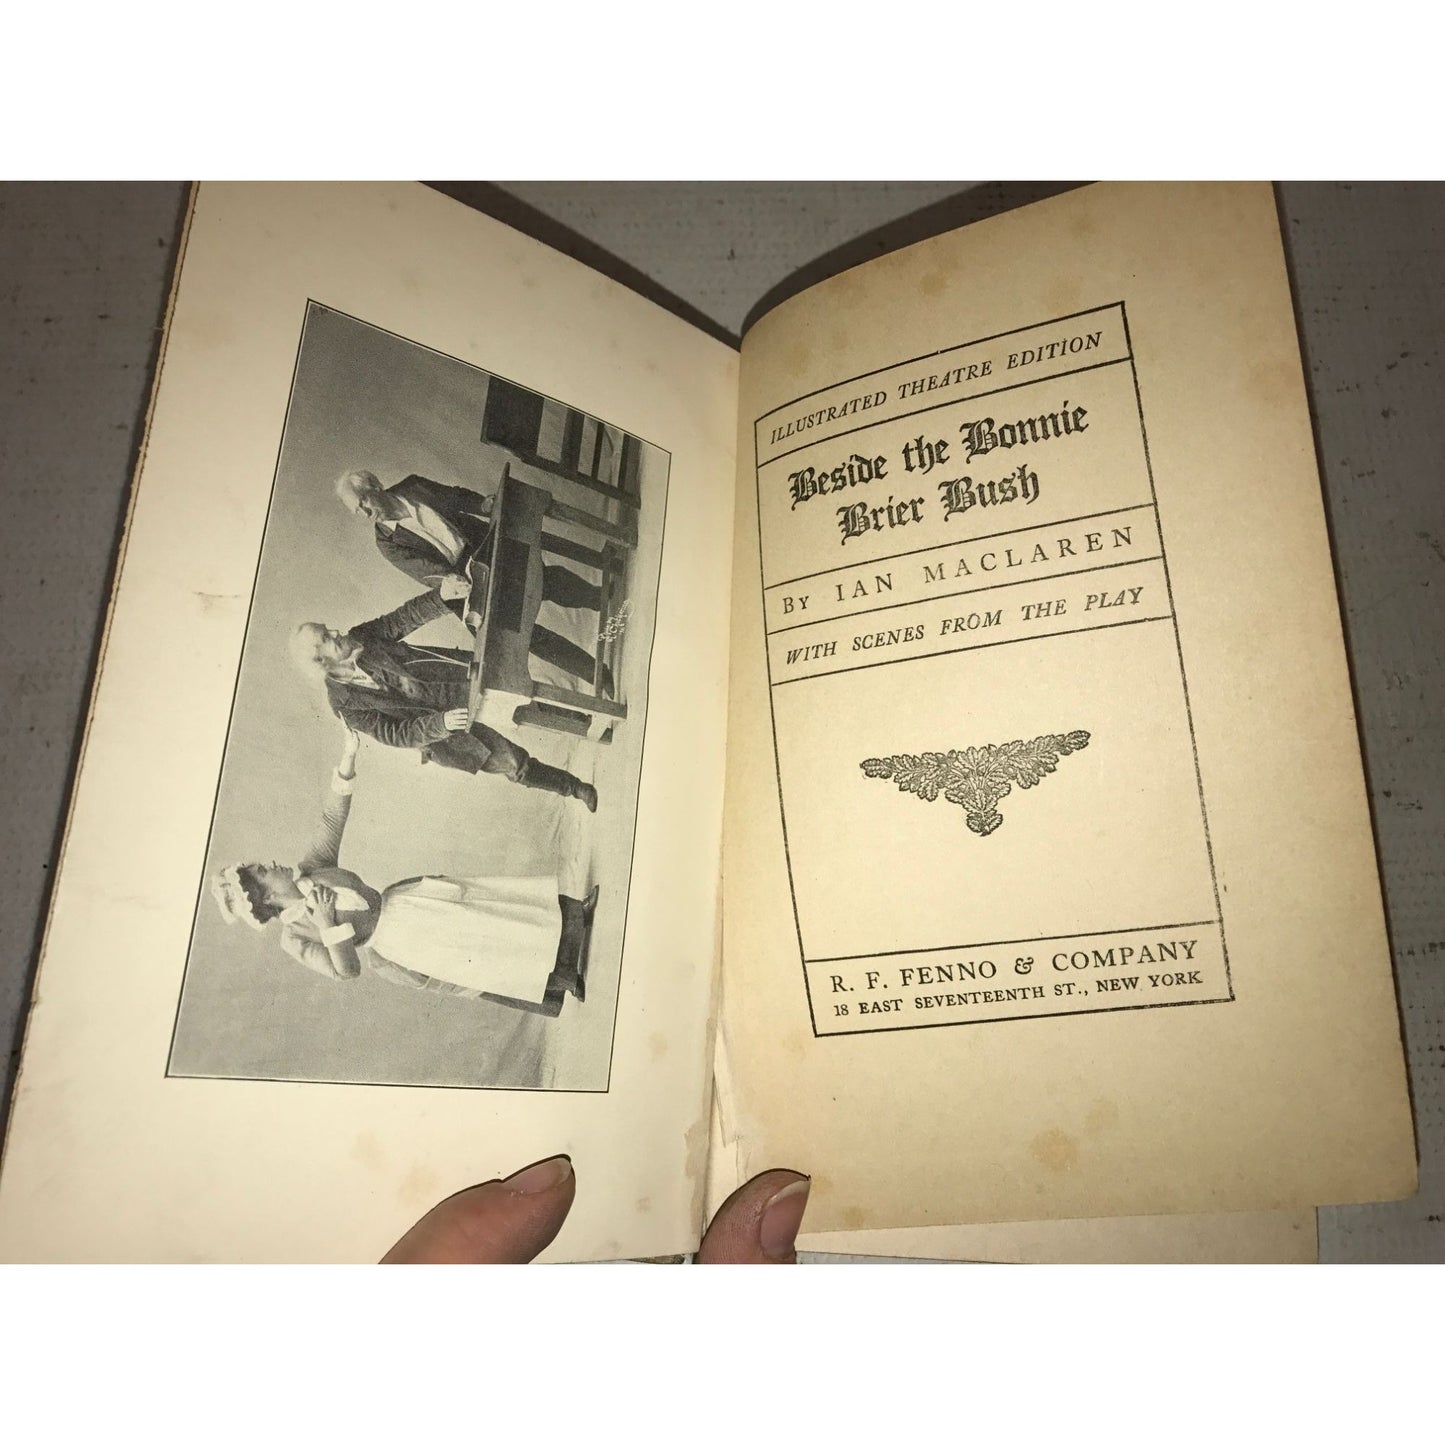 ILLUSTRATED THEATRE EDITION
Beside the Bonnie
Brier Bush
BY IAN MACLAREN
WITH SCENES FROM THE PLAY
R. F. FENNO & COMPANY
18 EAST SEVENTEENTH ST., NEW YORK